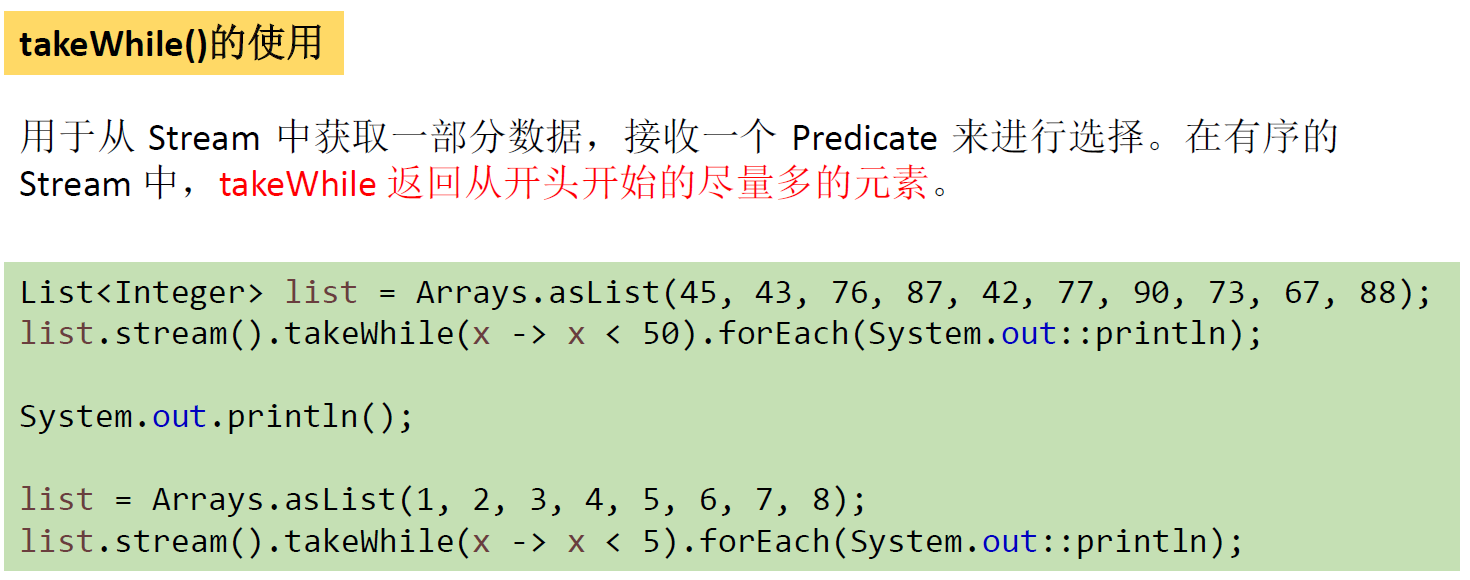 takeWhile()的使用
用于从 Stream 中获取一部分数据，接收一个 Predicate 来进行选择。在有序的
Stream 中，takeWhile 返回从开头开始的尽量多的元素。
List<Integer> list = Arrays.asList(45, 43, 76, 87, 42, 77, 90, 73, 67, 88);
list.stream().takeWhile(x -> x < 50).forEach(System.out::println);
System.out.println();
list = Arrays.asList(1, 2, 3, 4, 5, 6, 7, 8);
list.stream().takeWhile(x -> x < 5).forEach(System.out::println);